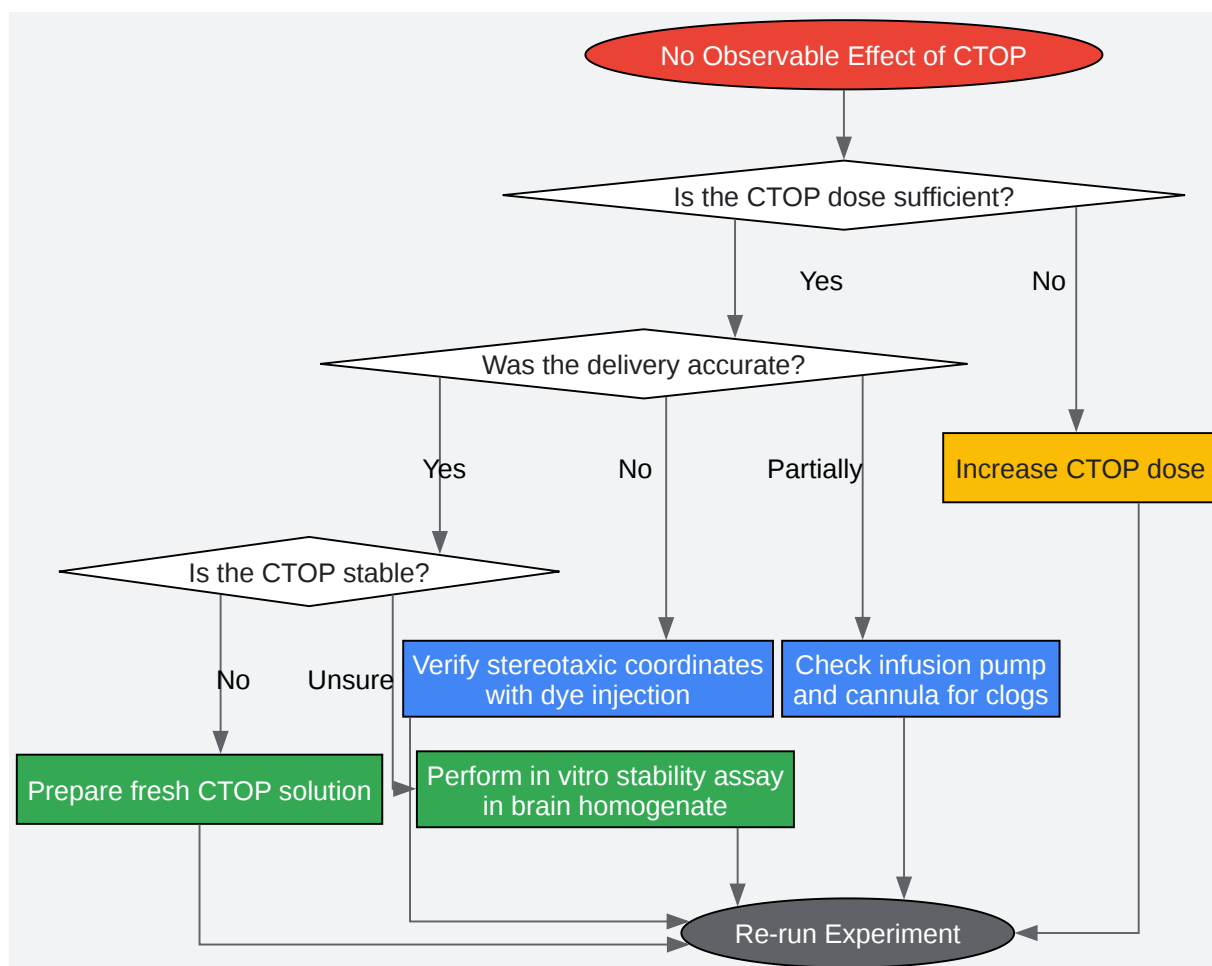 No Observable Effect of CTOP
Is the CTOP dose sufficient?
Yes
No
Was the delivery accurate?
Yes
No
Partially
Increase CTOP dose
Is the CTOP stable?
No
Unsure
Verify stereotaxic coordinates
with dye injection
Check infusion pump
and cannula for clogs
Prepare fresh CTOP solution
Perform in vitro stability assay
in brain homogenate
Re-run Experiment